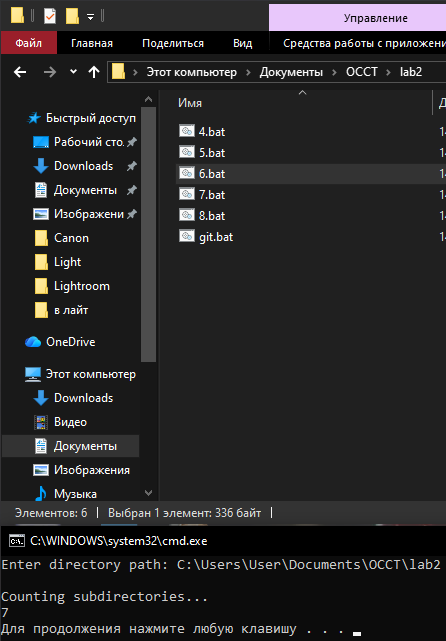 Управление
Файл Главная Поделиться Вид Средства работы с приложени
Этот компьютер > Документы > ОССТ > lab2
Имя
Быстрый доступ
Рабочий сто.
Downloads
Документы
Изображени
Canon
Light
Lightroom
в лайт
OneDrive
Этот компьютер
Downloads
Видео
Документы
Изображения
Музыка
4.bat
5.bat
6.bat
7.bat
8.bat
git.bat
Элементов: 6 Выбран 1 элемент: 336 байт
C:\WINDOWS\system32\cmd.exe
Enter directory path: C:\Users\User\Documents\ОССТ\lab2
Counting subdirectories...
7
Для продолжения нажмите любую клавишу . . .